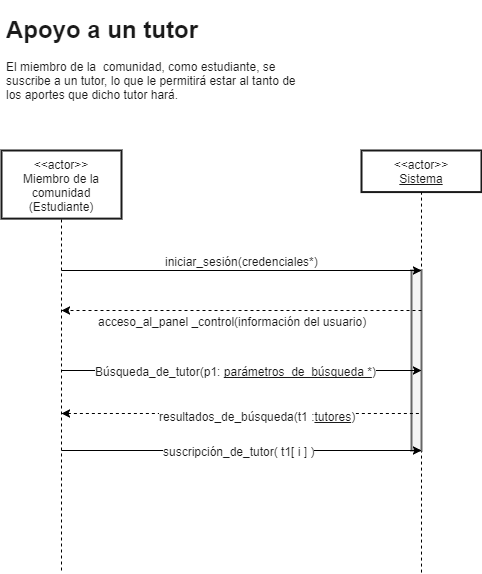 Apoyo a un tutor
El miembro de la  comunidad, como estudiante, se
suscribe a un tutor, lo que le permitirá estar al tanto de
los aportes que dicho tutor hará.
<<actor>>
Miembro de la
comunidad
(Estudiante)
<<actor>>
Sistema
iniciar_sesión(credenciales*)
acceso_al_panel _control(información del usuario)
Búsqueda_de_tutor(p1: parámetros_de_búsqueda *)
resultados_de_búsqueda(t1 :tutores)
suscripción_de_tutor( t1[ i ] )